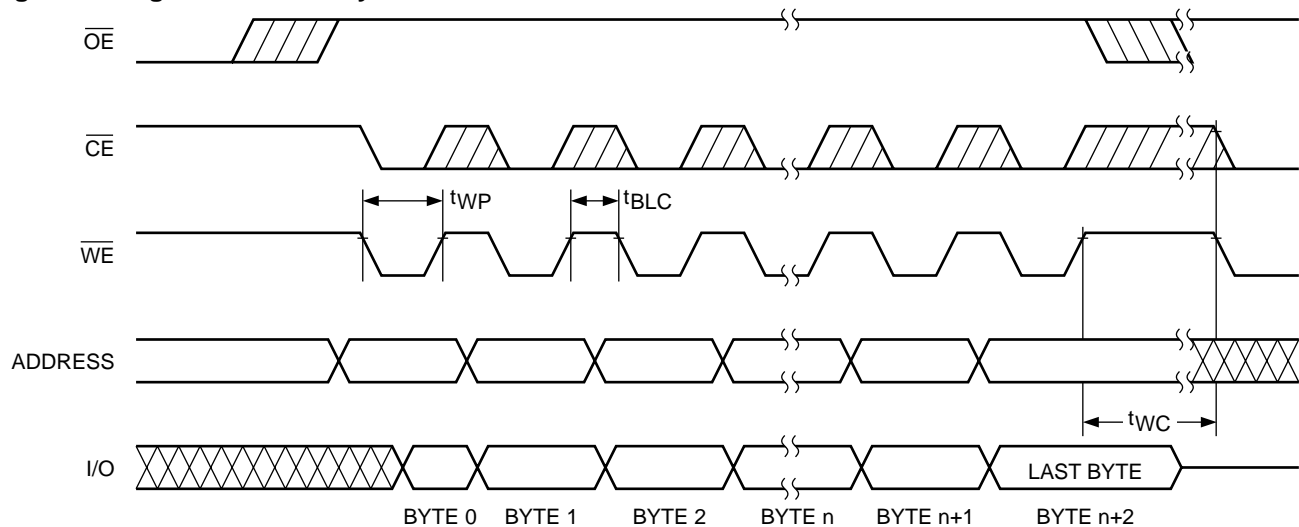 OE
CE
tWP
tBLC
WE
ADDRESS
tWC
I/O
LAST BYTE
BYTE 0 BYTE 1 BYTE 2 BYTE n BYTE n+1 BYTE n+2